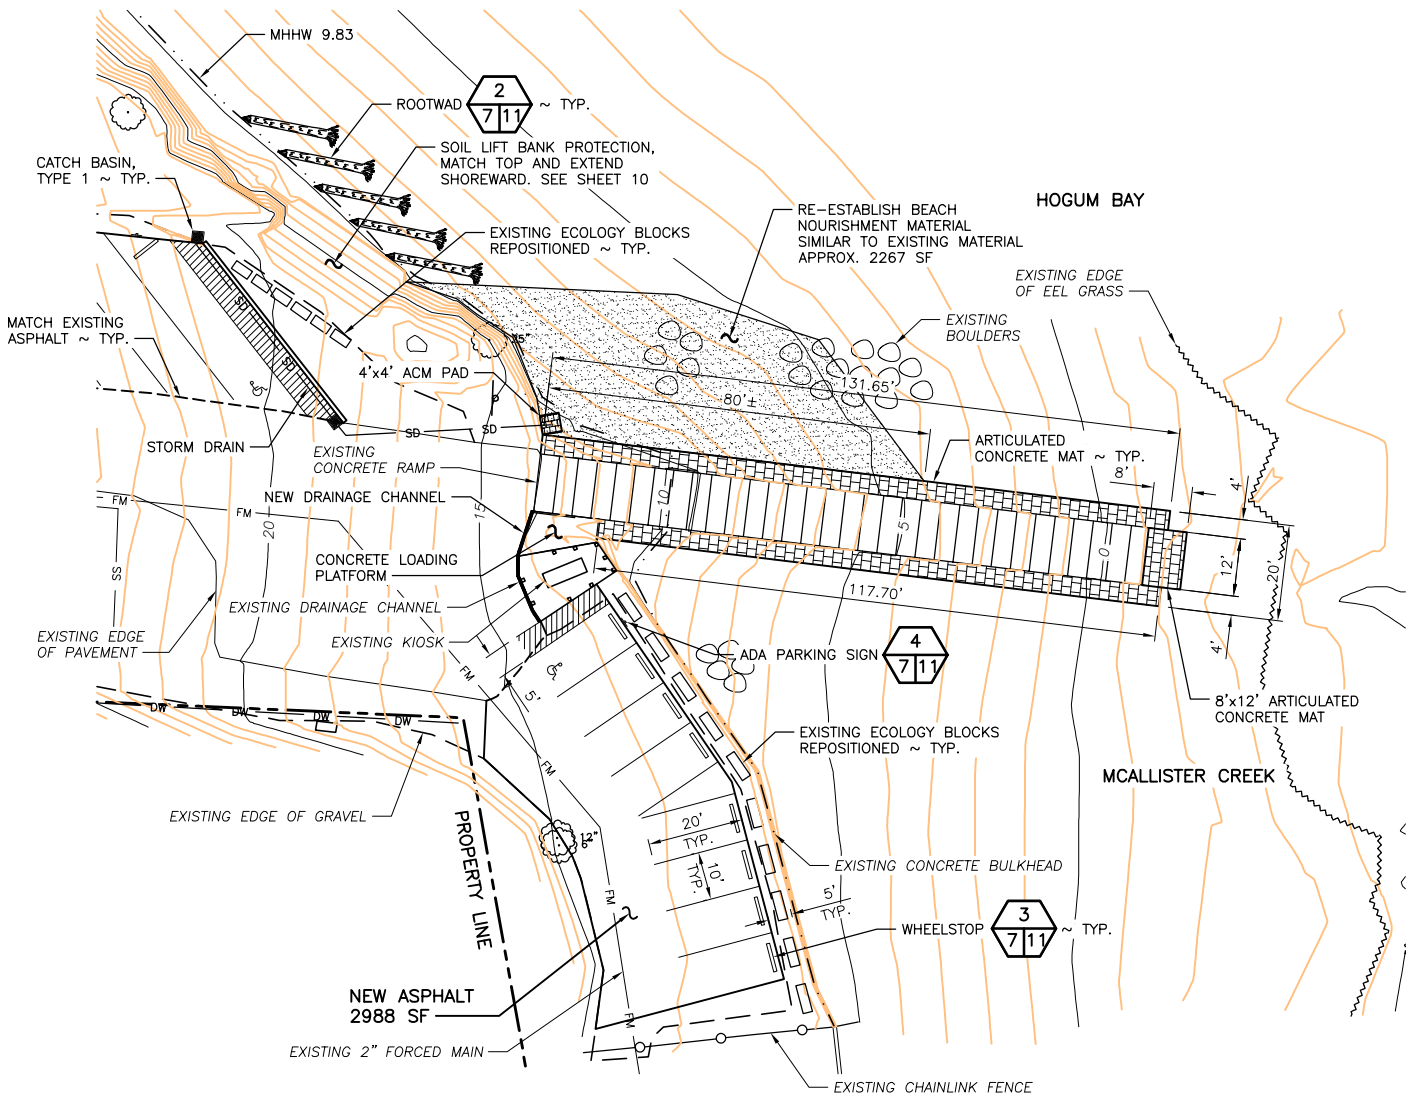 MHHW 9.83
ROOTWAD
2
7 11
~ TYP.
SOIL LIFT BANK PROTECTION,
MATCH TOP AND EXTEND
SHOREWARD. SEE SHEET 10
CATCH BASIN,
TYPE 1 ~ TYP.
HOGUM BAY
RE-ESTABLISH BEACH
NOURISHMENT MATERIAL
SIMILAR TO EXISTING MATERIAL
APPROX. 2267 SF
EXISTING ECOLOGY BLOCKS
REPOSITIONED ~ TYP.
EXISTING EDGE
OF EEL GRASS
SD
MATCH EXISTING
ASPHALT ~ TYP.
EXISTING
BOULDERS
15"
SD
4'x4' ACM PAD
131.65'
80'±
P
SD
SD
STORM DRAIN
EXISTING
CONCRETE RAMP
ARTICULATED
CONCRETE MAT ~ TYP.
8'
4'
FM
FM
NEW DRAINAGE CHANNEL
10
15
5
0
20
CONCRETE LOADING
PLATFORM
SS
12'
20'
117.70'
EXISTING DRAINAGE CHANNEL
EXISTING KIOSK
EXISTING EDGE
OF PAVEMENT
4
7 11
ADA PARKING SIGN
4'
FM
5'
8'x12' ARTICULATED
CONCRETE MAT
DW
DW
DW
DW
EXISTING ECOLOGY BLOCKS
REPOSITIONED ~ TYP.
FM
MCALLISTER CREEK
EXISTING EDGE OF GRAVEL
PROPERTY LINE
20'
TYP.
12"
6"
10'
TYP.
EXISTING CONCRETE BULKHEAD
FM
5'
TYP.
WHEELSTOP
3
7 11
~ TYP.
NEW ASPHALT
2988 SF
FM
EXISTING 2" FORCED MAIN
EXISTING CHAINLINK FENCE